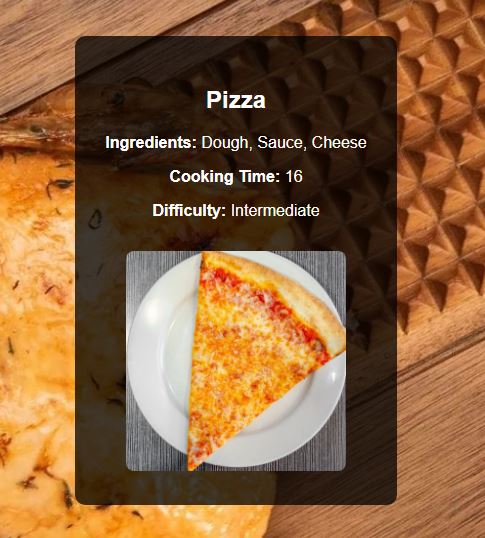 Pizza
Ingredients: Dough, Sauce, Cheese
Cooking Time: 16
Difficulty: Intermediate